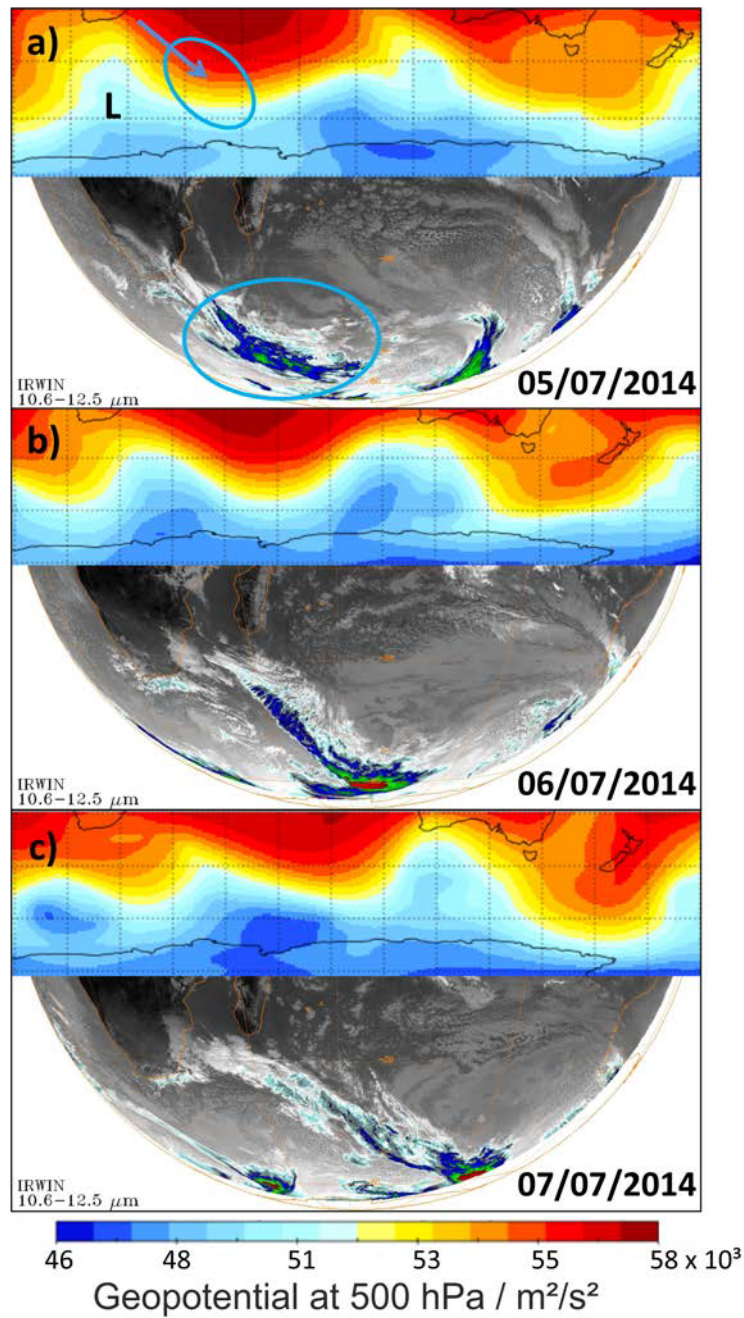 a)
L
IRWIN
10.6-12.5 μm
05/07/2014
b)
IRWIN
10.6-12.5 μm
06/07/2014
c)
IRWIN
10.6-12.5 μm
07/07/2014
46 48 51 53 55 58 x 10³
Geopotential at 500 hPa / m²/s²